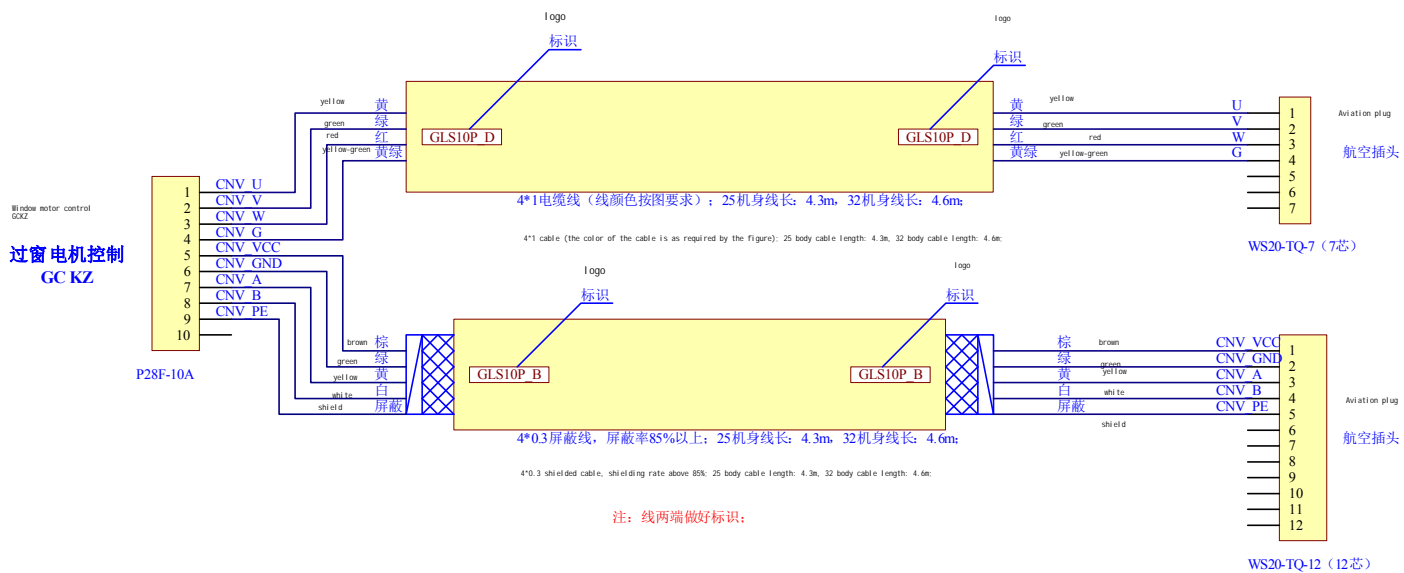 logo
logo
标识
标识
yellow 黄
green 绿
red 红
yellow-green 黄绿
GLS10P_D
GLS10P_D
黄 yellow U
绿 green V
红 red W
黄绿 yellow-green G
1
2
3
4
5
6
7
Aviation plug
航空插头
WS20-TQ-7（7芯）
4*1电缆线（线颜色按图要求）；25机身线长：4.3m，32机身线长：4.6m;
4*1 cable (the color of the cable is as required by the figure); 25 body cable length: 4.3m, 32 body cable length: 4.6m;
Window motor control
GCKZ
过窗电机控制
GC KZ
1 CNV_U
2 CNV_V
3 CNV_W
4 CNV_G
5 CNV_VCC
6 CNV_GND
7 CNV_A
8 CNV_B
9 CNV_PE
10
P28F-10A
logo
logo
标识
标识
brown 棕
green 绿
yellow 黄
white 白
shield 屏蔽
GLS10P_B
GLS10P_B
棕 brown CNV_VCC
绿 green CNV_GND
黄 yellow CNV_A
白 white CNV_B
屏蔽 CNV_PE
shield
1
2
3
4
5
6
7
8
9
10
11
12
Aviation plug
航空插头
WS20-TQ-12（12芯）
4*0.3屏蔽线，屏蔽率85%以上；25机身线长：4.3m，32机身线长：4.6m;
4*0.3 shielded cable, shielding rate above 85%; 25 body cable length: 4.3m, 32 body cable length: 4.6m;
注：线两端做好标识；